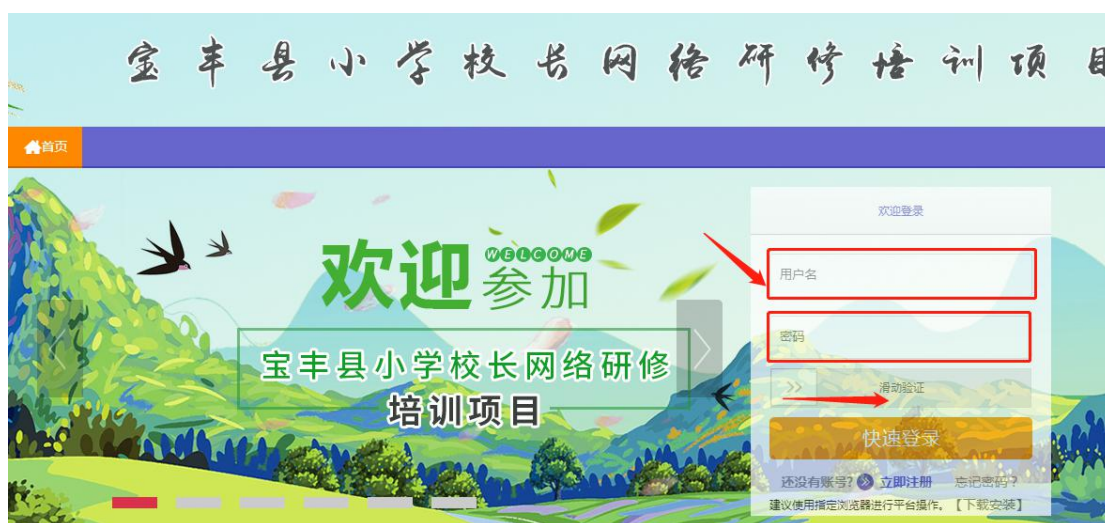 宝丰县小学校长网络研修培训项目
首页
欢迎登录
欢迎
WELCOME
参加
宝丰县小学校长网络研修
培训项目
用户名
密码
滑动验证
快速登录
还没有账号? 立即注册 忘记密码?
建议使用指定浏览器进行平台操作。【下载安装】